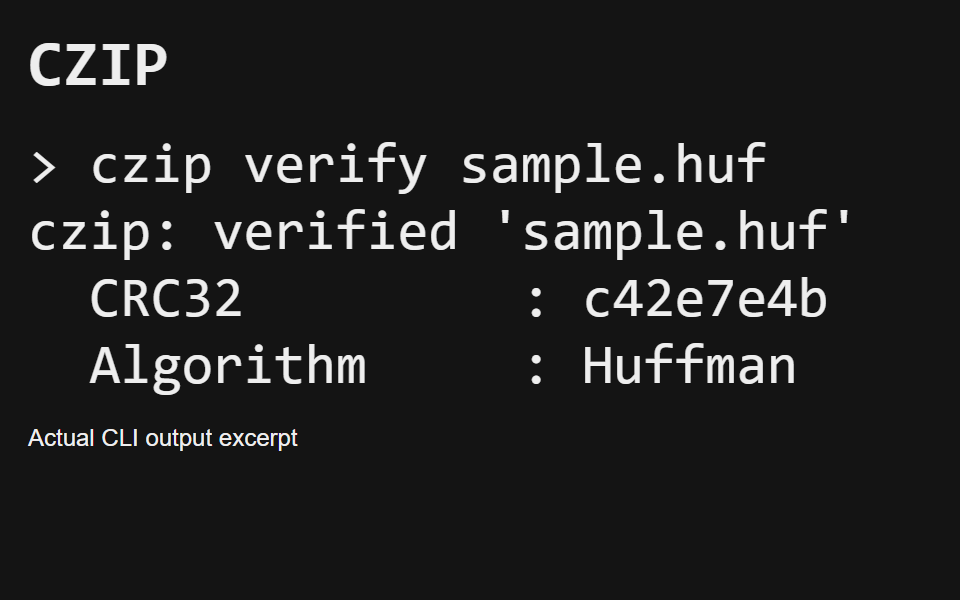 CZIP
> czip verify sample.huf
czip: verified 'sample.huf'
  CRC32         : c42e7e4b
  Algorithm     : Huffman
Actual CLI output excerpt